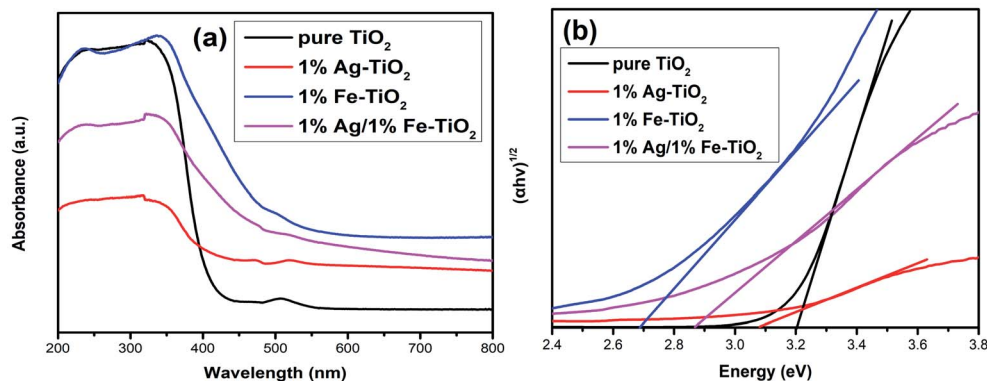 (a)
pure TiO₂
1% Ag-TiO₂
1% Fe-TiO₂
1% Ag/1% Fe-TiO₂
Absorbance (a.u.)
200 300 400 500 600 700 800
Wavelength (nm)
(b)
pure TiO₂
1% Ag-TiO₂
1% Fe-TiO₂
1% Ag/1% Fe-TiO₂
(αhv)¹/²
2.4 2.6 2.8 3.0 3.2 3.4 3.6 3.8
Energy (eV)